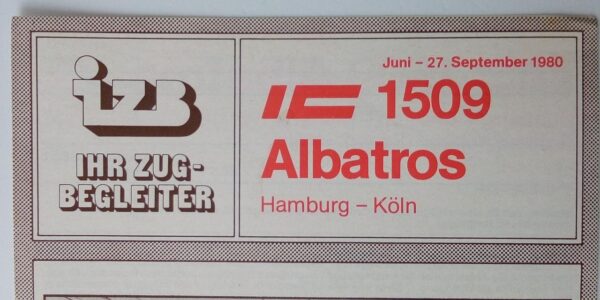 izB
IHR ZUG-
BEGLEITER
Juni – 27. September 1980
IC 1509
Albatros
Hamburg – Köln